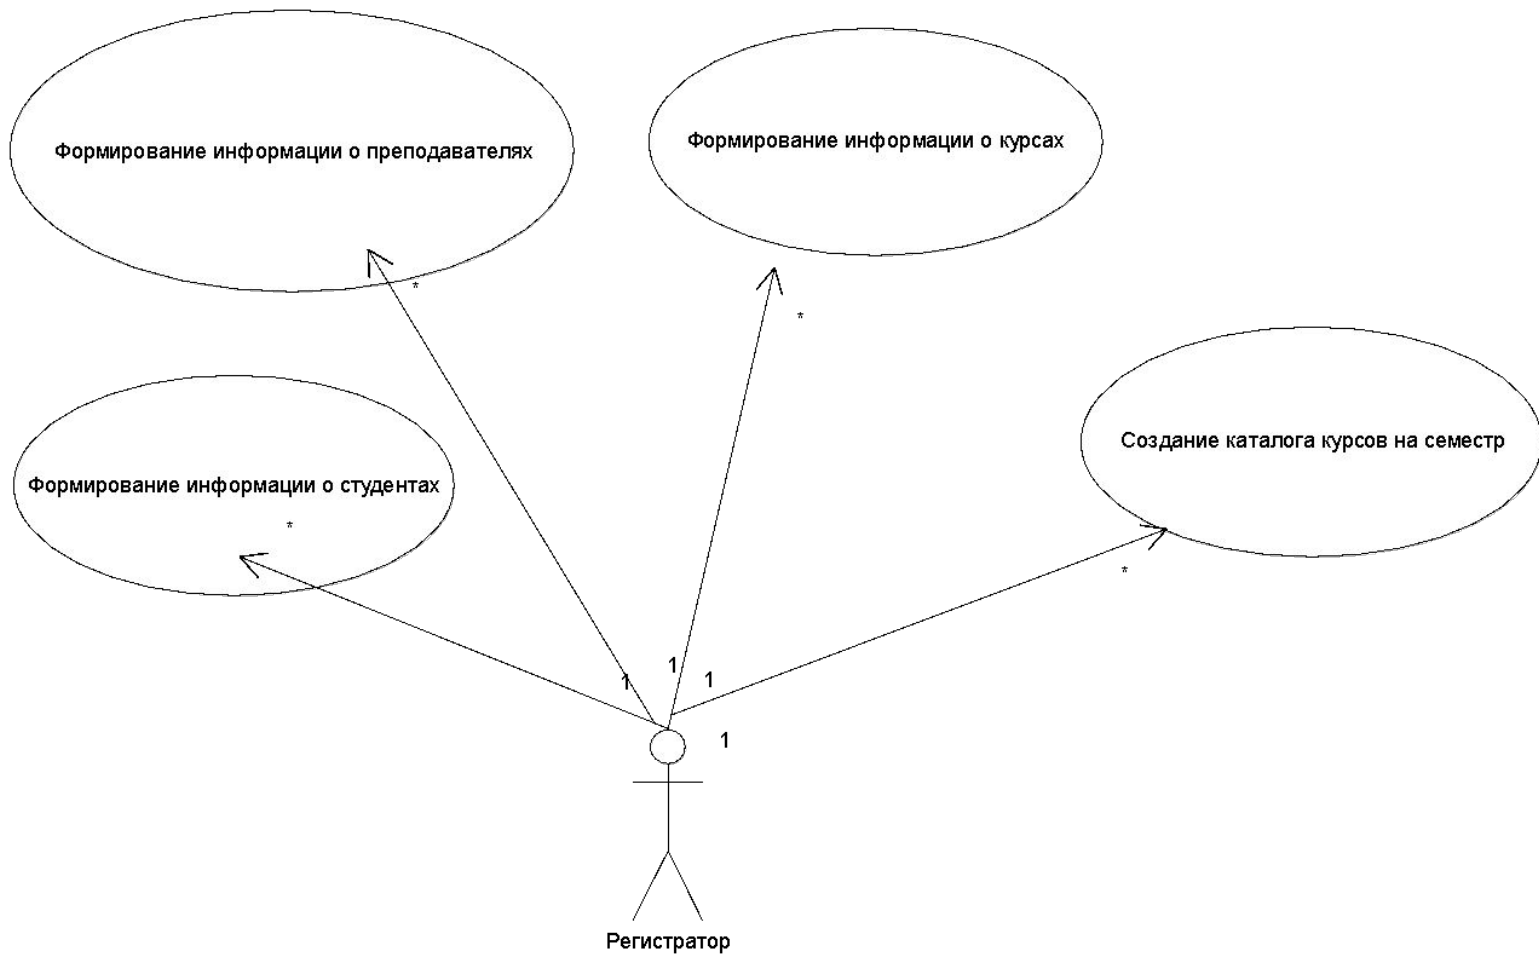 Формирование информации о преподавателях
Формирование информации о курсах
*
*
Создание каталога курсов на семестр
Формирование информации о студентах
*
*
1
1
1
1
Регистратор